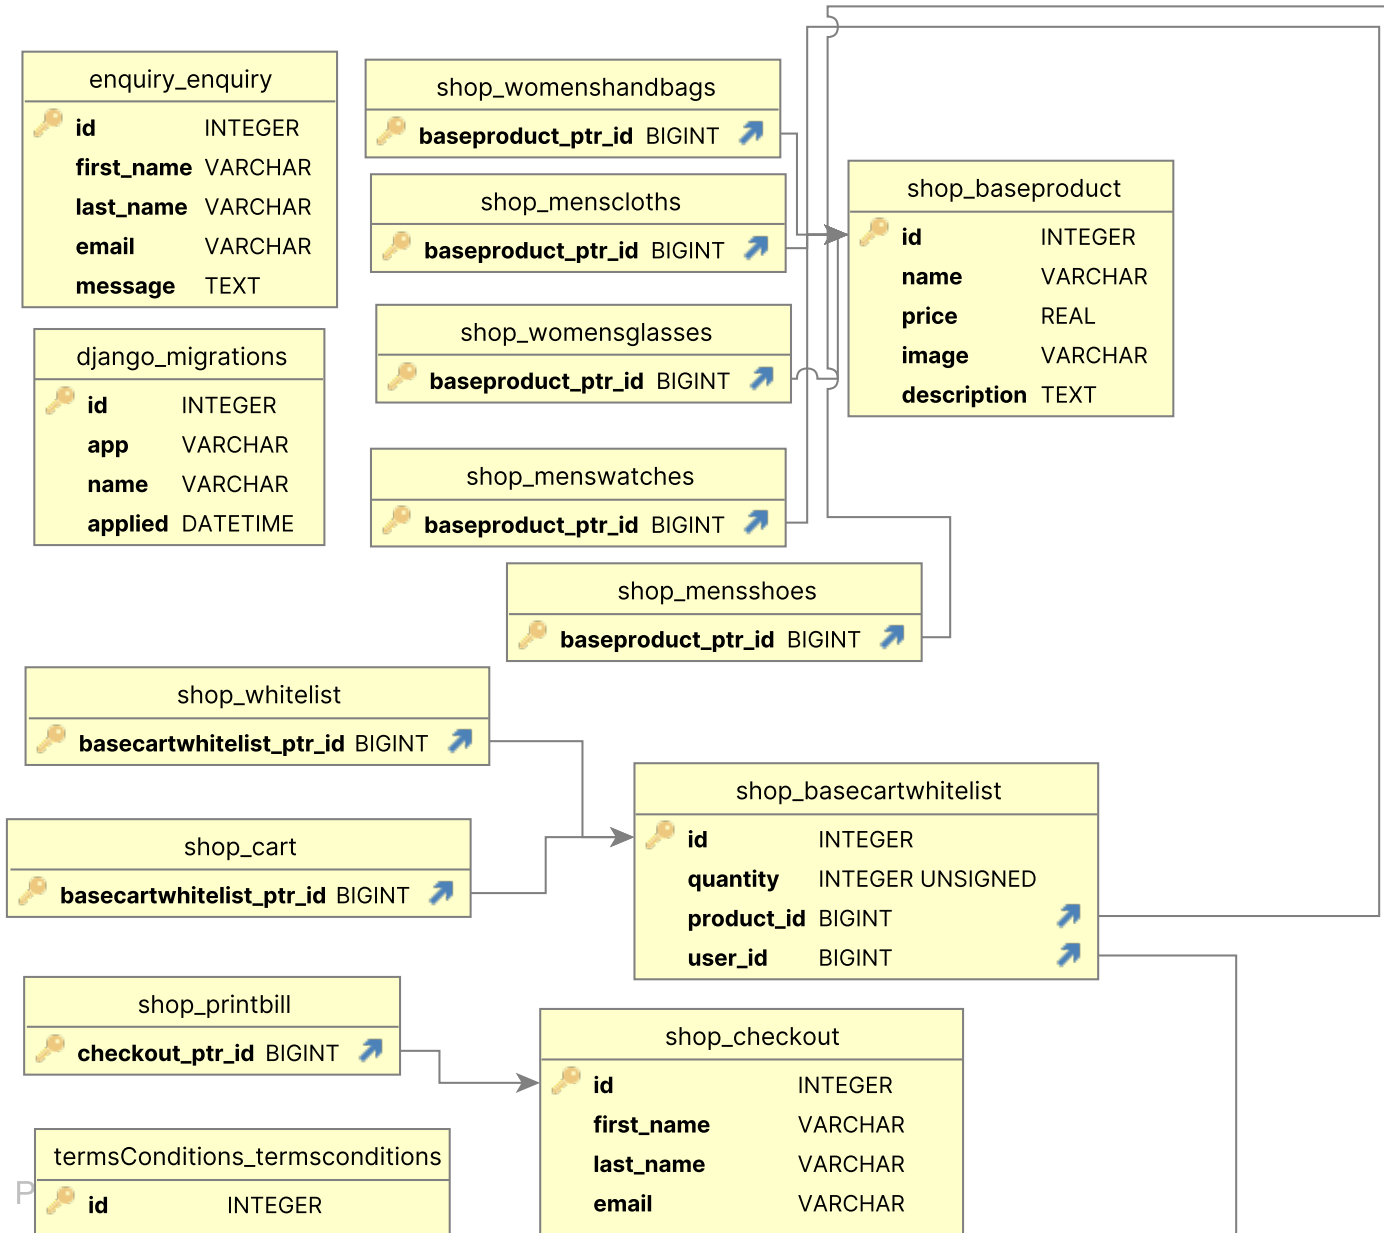 enquiry_enquiry
id INTEGER
first_name VARCHAR
last_name VARCHAR
email VARCHAR
message TEXT
django_migrations
id INTEGER
app VARCHAR
name VARCHAR
applied DATETIME
shop_womenshandbags
baseproduct_ptr_id BIGINT
shop_menscloths
baseproduct_ptr_id BIGINT
shop_womensglasses
baseproduct_ptr_id BIGINT
shop_menswatches
baseproduct_ptr_id BIGINT
shop_mensshoes
baseproduct_ptr_id BIGINT
shop_baseproduct
id INTEGER
name VARCHAR
price REAL
image VARCHAR
description TEXT
shop_whitelist
basecartwhitelist_ptr_id BIGINT
shop_cart
basecartwhitelist_ptr_id BIGINT
shop_basecartwhitelist
id INTEGER
quantity INTEGER UNSIGNED
product_id BIGINT
user_id BIGINT
shop_printbill
checkout_ptr_id BIGINT
shop_checkout
id INTEGER
first_name VARCHAR
last_name VARCHAR
email VARCHAR
termsConditions_termsconditions
id INTEGER
P